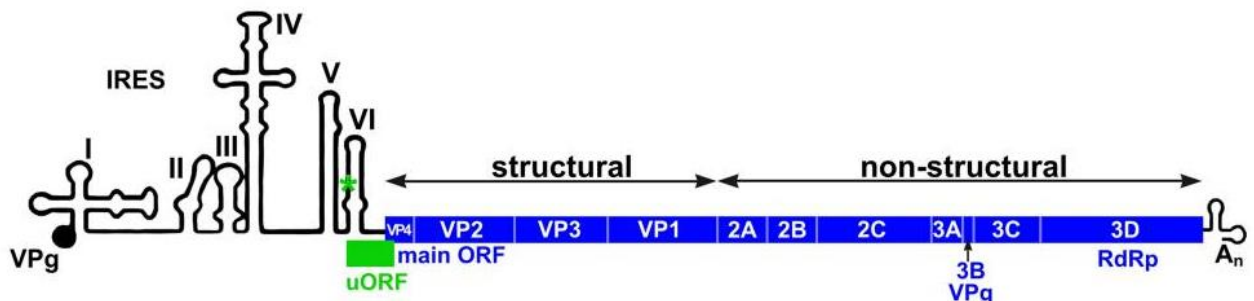 IV
IRES
V
VI
I
II
III
*
structural
non-structural
VP4 VP2 VP3 VP1 2A 2B 2C 3A 3C 3D
VPg
main ORF
RdRp
An
uORF
3B
VPg